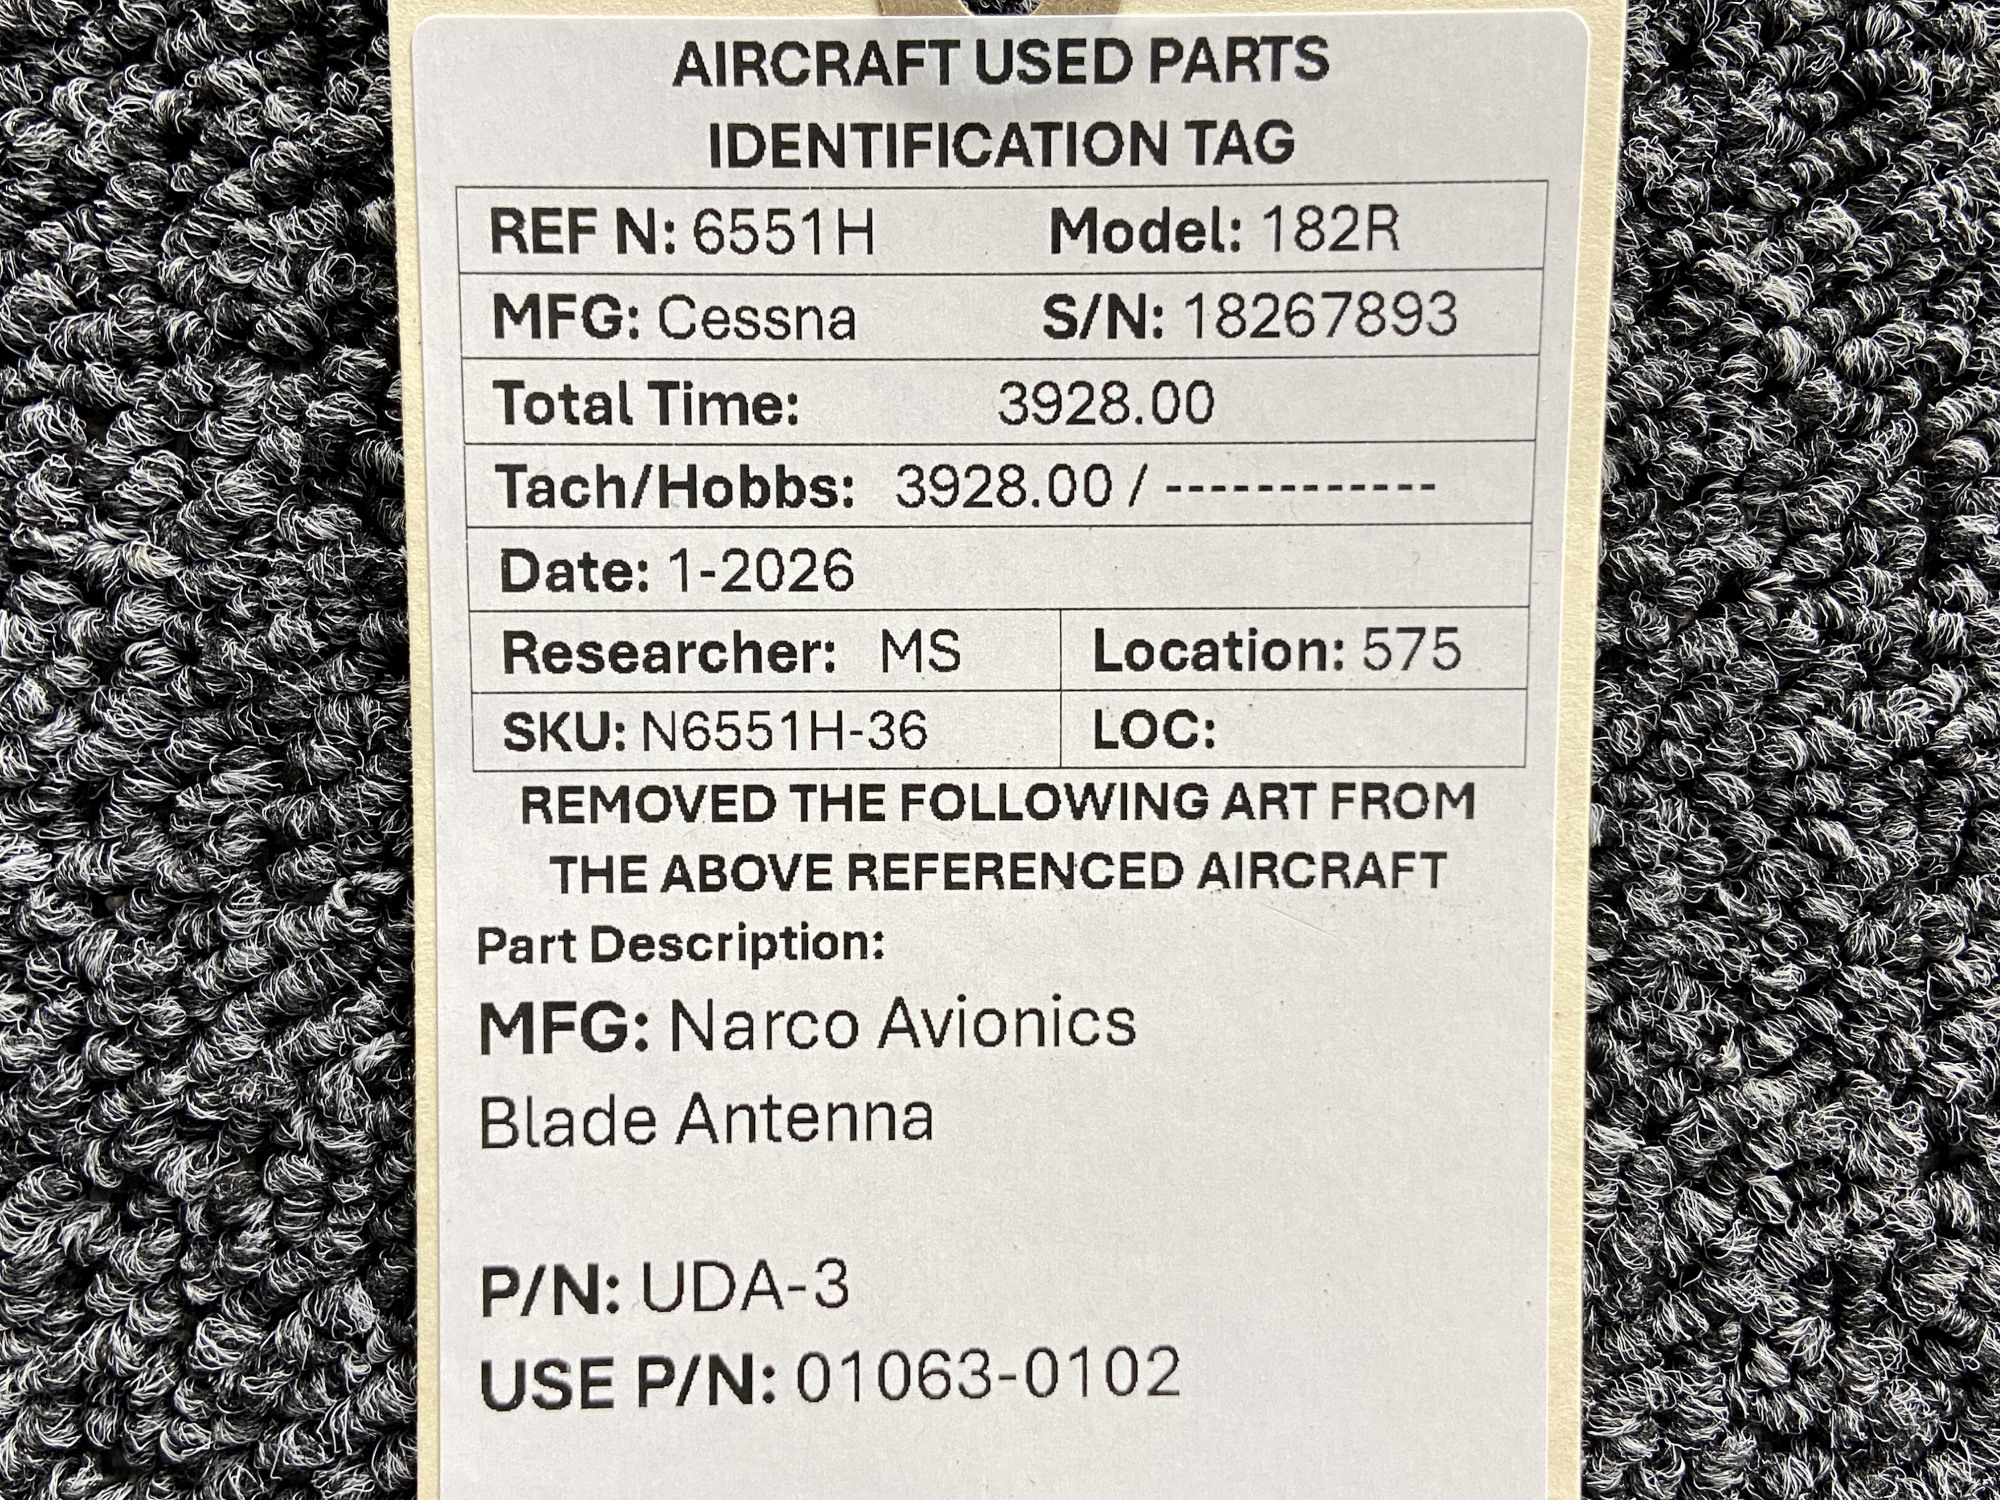 AIRCRAFT USED PARTS
IDENTIFICATION TAG
REF N: 6551H Model: 182R
MFG: Cessna S/N: 18267893
Total Time: 3928.00
Tach/Hobbs: 3928.00 / ------------
Date: 1-2026
Researcher: MS Location: 575
SKU: N6551H-36 LOC:
REMOVED THE FOLLOWING ART FROM
THE ABOVE REFERENCED AIRCRAFT
Part Description:
MFG: Narco Avionics
Blade Antenna
P/N: UDA-3
USE P/N: 01063-0102